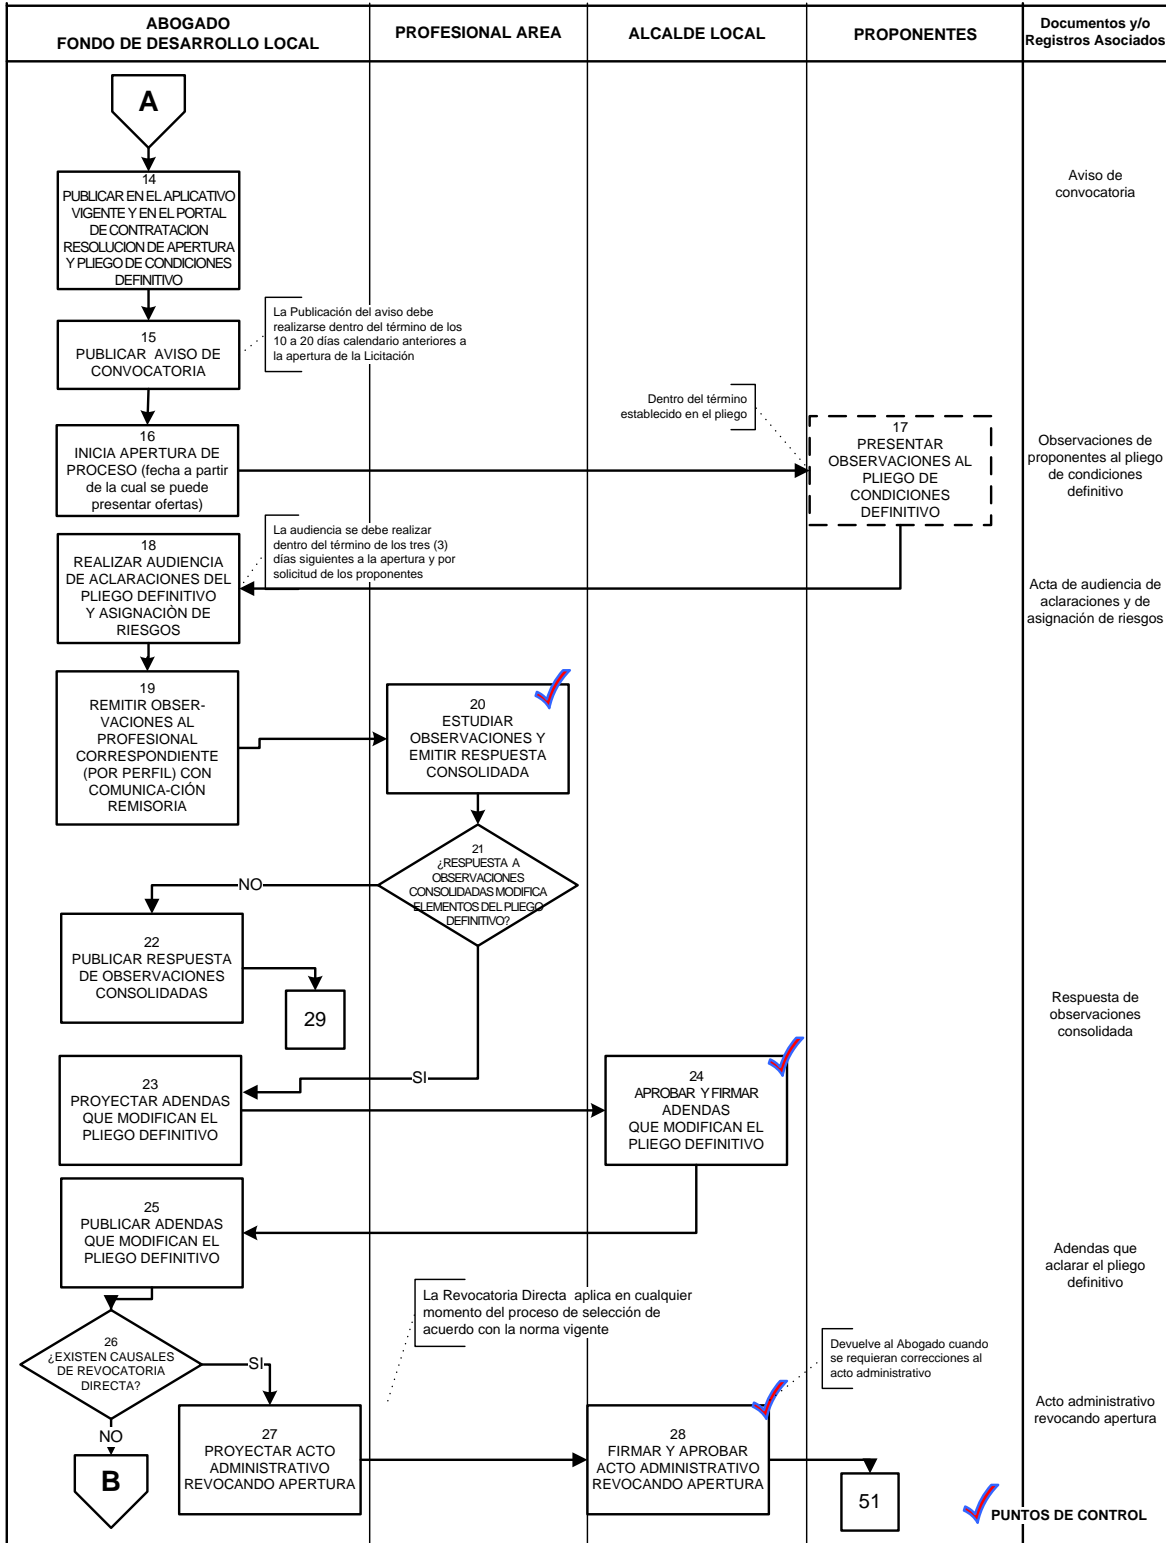 ABOGADO
FONDO DE DESARROLLO LOCAL
PROFESIONAL AREA
ALCALDE LOCAL
PROPONENTES
Documentos y/o
Registros Asociados
A
14
PUBLICAR EN EL APLICATIVO
VIGENTE Y EN EL PORTAL
DE CONTRATACION
RESOLUCION DE APERTURA
Y PLIEGO DE CONDICIONES
DEFINITIVO
Aviso de
convocatoria
15
PUBLICAR AVISO DE
CONVOCATORIA
La Publicación del aviso debe
realizarse dentro del término de los
10 a 20 días calendario anteriores a
la apertura de la Licitación
16
INICIA APERTURA DE
PROCESO (fecha a partir
de la cual se puede
presentar ofertas)
Dentro del término
establecido en el pliego
17
PRESENTAR
OBSERVACIONES AL
PLIEGO DE
CONDICIONES
DEFINITIVO
Observaciones de
proponentes al pliego
de condiciones
definitivo
18
REALIZAR AUDIENCIA
DE ACLARACIONES DEL
PLIEGO DEFINITIVO
Y ASIGNACIÒN DE
RIESGOS
La audiencia se debe realizar
dentro del término de los tres (3)
días siguientes a la apertura y por
solicitud de los proponentes
Acta de audiencia de
aclaraciones y de
asignación de riesgos
19
REMITIR OBSER-
VACIONES AL
PROFESIONAL
CORRESPONDIENTE
(POR PERFIL) CON
COMUNICA-CIÓN
REMISORIA
20
ESTUDIAR
OBSERVACIONES Y
EMITIR RESPUESTA
CONSOLIDADA
21
¿RESPUESTA A
OBSERVACIONES
CONSOLIDADAS MODIFICA
ELEMENTOS DEL PLIEGO
DEFINITIVO?
NO
22
PUBLICAR RESPUESTA
DE OBSERVACIONES
CONSOLIDADAS
29
Respuesta de
observaciones
consolidada
SI
23
PROYECTAR ADENDAS
QUE MODIFICAN EL
PLIEGO DEFINITIVO
24
APROBAR Y FIRMAR
ADENDAS
QUE MODIFICAN EL
PLIEGO DEFINITIVO
25
PUBLICAR ADENDAS
QUE MODIFICAN EL
PLIEGO DEFINITIVO
Adendas que
aclarar el pliego
definitivo
La Revocatoria Directa aplica en cualquier
momento del proceso de selección de
acuerdo con la norma vigente
26
¿EXISTEN CAUSALES
DE REVOCATORIA
DIRECTA?
SI
NO
B
Devuelve al Abogado cuando
se requieran correcciones al
acto administrativo
27
PROYECTAR ACTO
ADMINISTRATIVO
REVOCANDO APERTURA
28
FIRMAR Y APROBAR
ACTO ADMINISTRATIVO
REVOCANDO APERTURA
51
Acto administrativo
revocando apertura
PUNTOS DE CONTROL